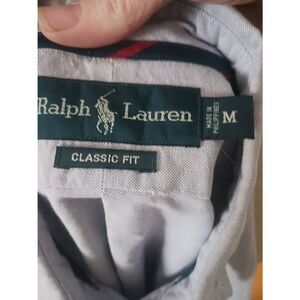 Ralph Lauren
MADE IN
PHILIPPINES
M
CLASSIC FIT